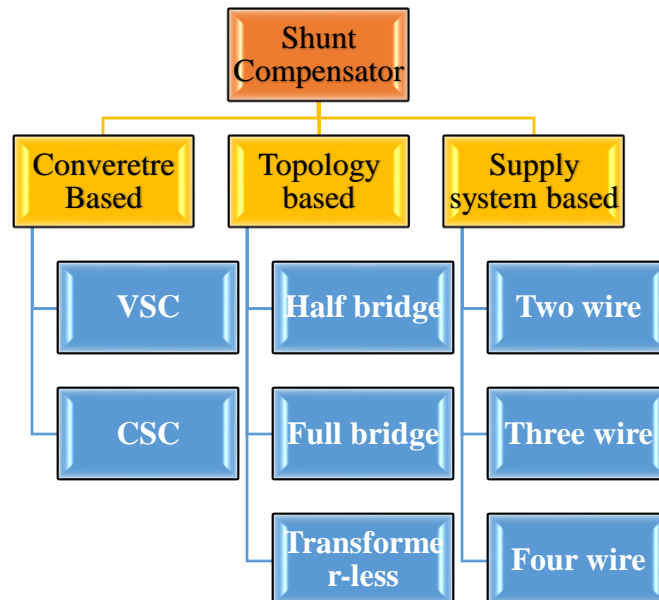 Shunt
Compensator
Converetre
Based
Topology
based
Supply
system based
VSC
Half bridge
Two wire
CSC
Full bridge
Three wire
Transforme
r-less
Four wire